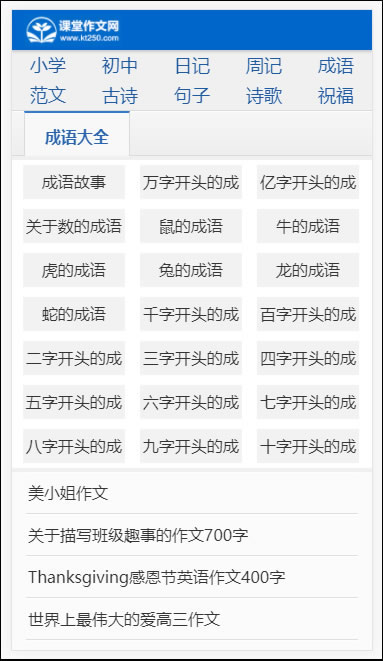 课堂作文网
www.kt250.com
小学 初中 日记 周记 成语
范文 古诗 句子 诗歌 祝福
成语大全
成语故事 万字开头的成 亿字开头的成
关于数的成语 鼠的成语 牛的成语
虎的成语 兔的成语 龙的成语
蛇的成语 千字开头的成 百字开头的成
二字开头的成 三字开头的成 四字开头的成
五字开头的成 六字开头的成 七字开头的成
八字开头的成 九字开头的成 十字开头的成
美小姐作文
关于描写班级趣事的作文700字
Thanksgiving感恩节英语作文400字
世界上最伟大的爱高三作文